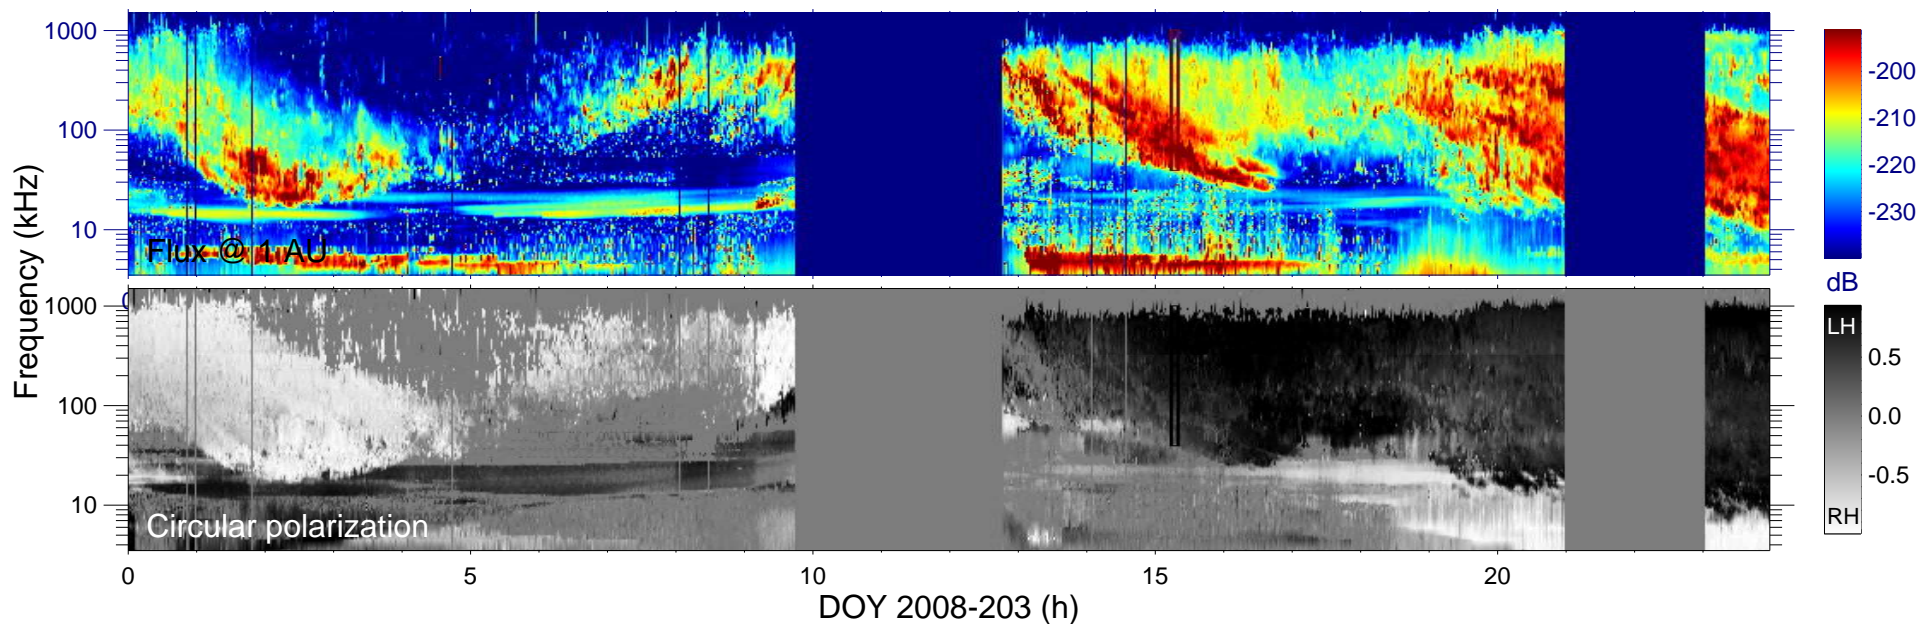 1000
100
10
Flux @ 1 AU
0
-200
-210
-220
-230
dB
Frequency (kHz)
1000
100
10
Circular polarization
LH
0.5
0.0
-0.5
RH
0 5 10 15 20
DOY 2008-203 (h)